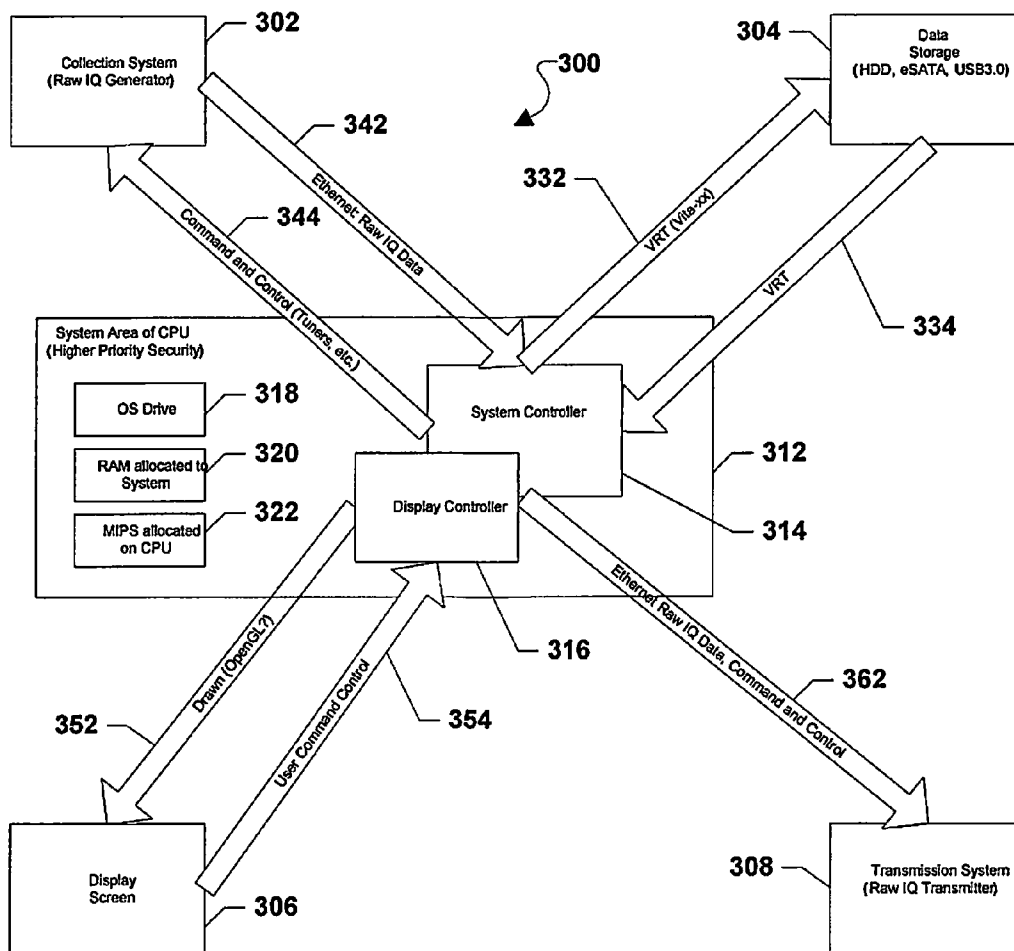 302
Collection System
(Raw IQ Generator)
304
Data
Storage
(HDD, eSATA, USB3.0)
300
342
332
344
Ethernet: Raw IQ Data
Command and Control (Tuners, etc.)
VRT (Vita-xx)
VRT
334
System Area of CPU
(Higher Priority Security)
318
OS Drive
320
RAM allocated to
System
322
MIPS allocated
on CPU
System Controller
312
Display Controller
314
316
Drawn (OpenGL?)
User Command Control
Ethernet Raw IQ Data, Command and Control
352
354
362
Display
Screen
306
308
Transmission System
(Raw IQ Transmitter)